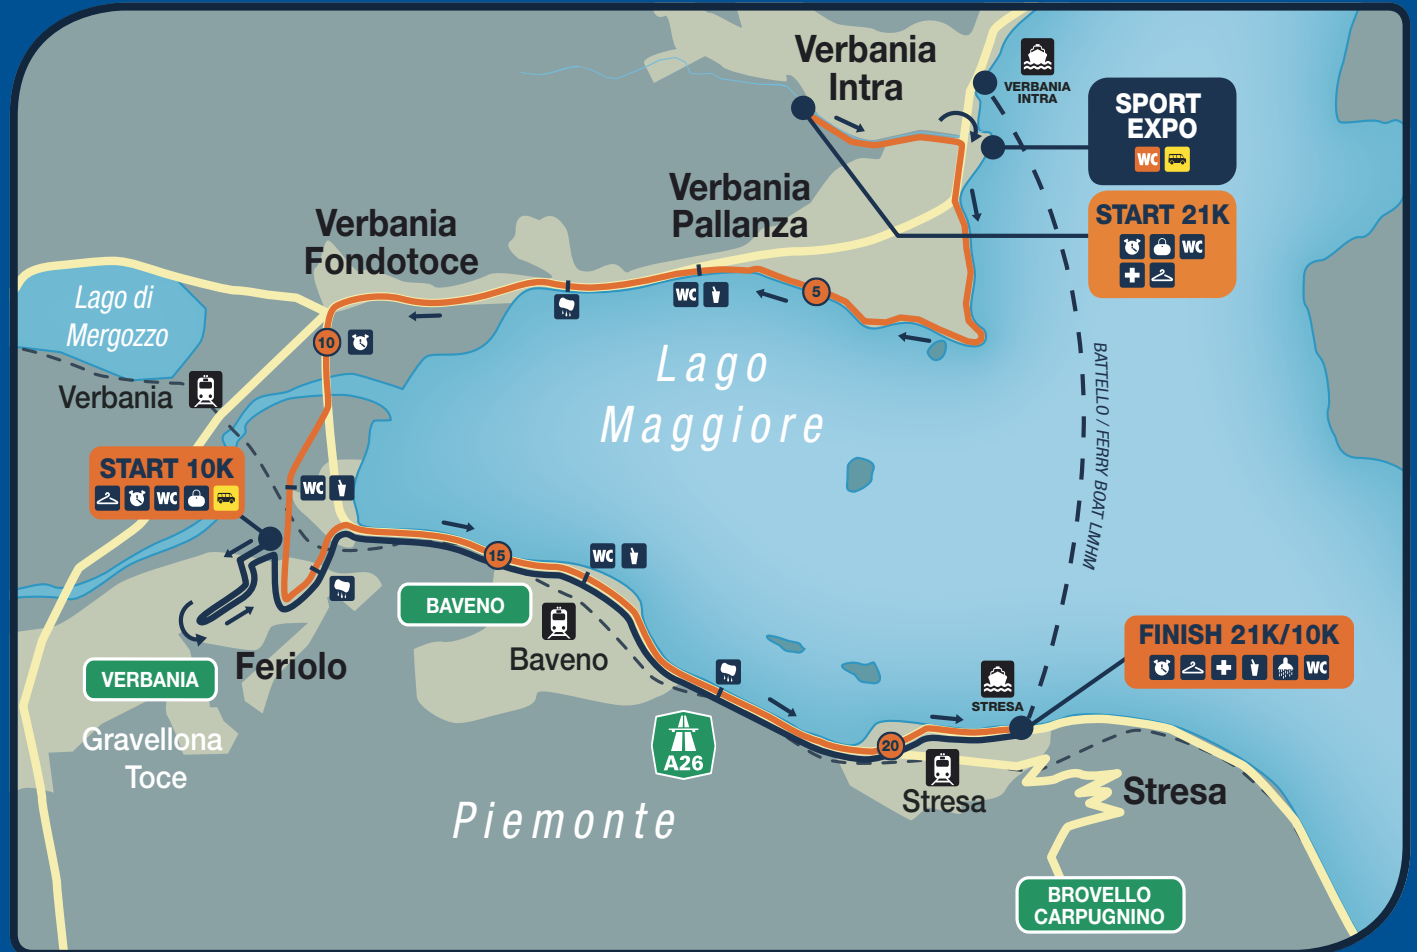 Verbania
Intra
VERBANIA
INTRA
SPORT
EXPO
WC
START 21K
WC
Verbania
Pallanza
Verbania
Fondotoce
Lago di
Mergozzo
5
WC
10
Lago
Maggiore
BATTELLO / FERRY BOAT LMHM
Verbania
START 10K
WC
WC
15
WC
BAVENO
Baveno
Feriolo
VERBANIA
Gravellona
Toce
FINISH 21K/10K
WC
STRESA
A26
20
Stresa
Stresa
Piemonte
BROVELLO
CARPUGNINO